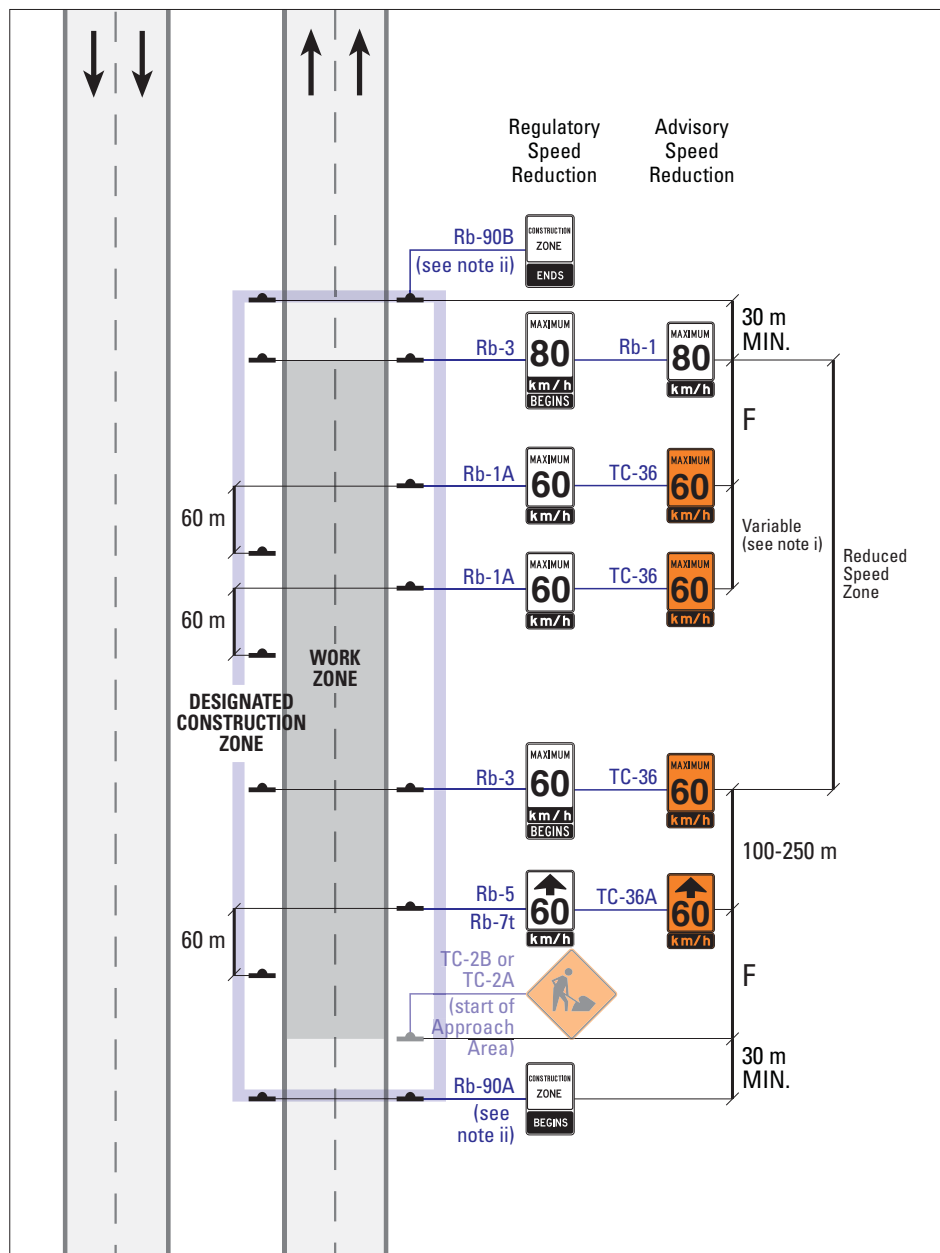 Regulatory
Speed
Reduction
Advisory
Speed
Reduction
Rb-90B
(see note ii)
CONSTRUCTION
ZONE
ENDS
30 m
MIN.
Rb-3
MAXIMUM
80
km/h
BEGINS
Rb-1
MAXIMUM
80
km/h
F
Rb-1A
MAXIMUM
60
km/h
TC-36
MAXIMUM
60
km/h
60 m
Variable
(see note i)
Reduced
Speed
Zone
Rb-1A
MAXIMUM
60
km/h
TC-36
MAXIMUM
60
km/h
60 m
WORK
ZONE
DESIGNATED
CONSTRUCTION
ZONE
Rb-3
MAXIMUM
60
km/h
BEGINS
TC-36
MAXIMUM
60
km/h
100-250 m
Rb-5
Rb-7t
60
km/h
TC-36A
60
km/h
60 m
TC-2B or
TC-2A
(start of
Approach
Area)
F
30 m
MIN.
Rb-90A
(see
note ii)
CONSTRUCTION
ZONE
BEGINS